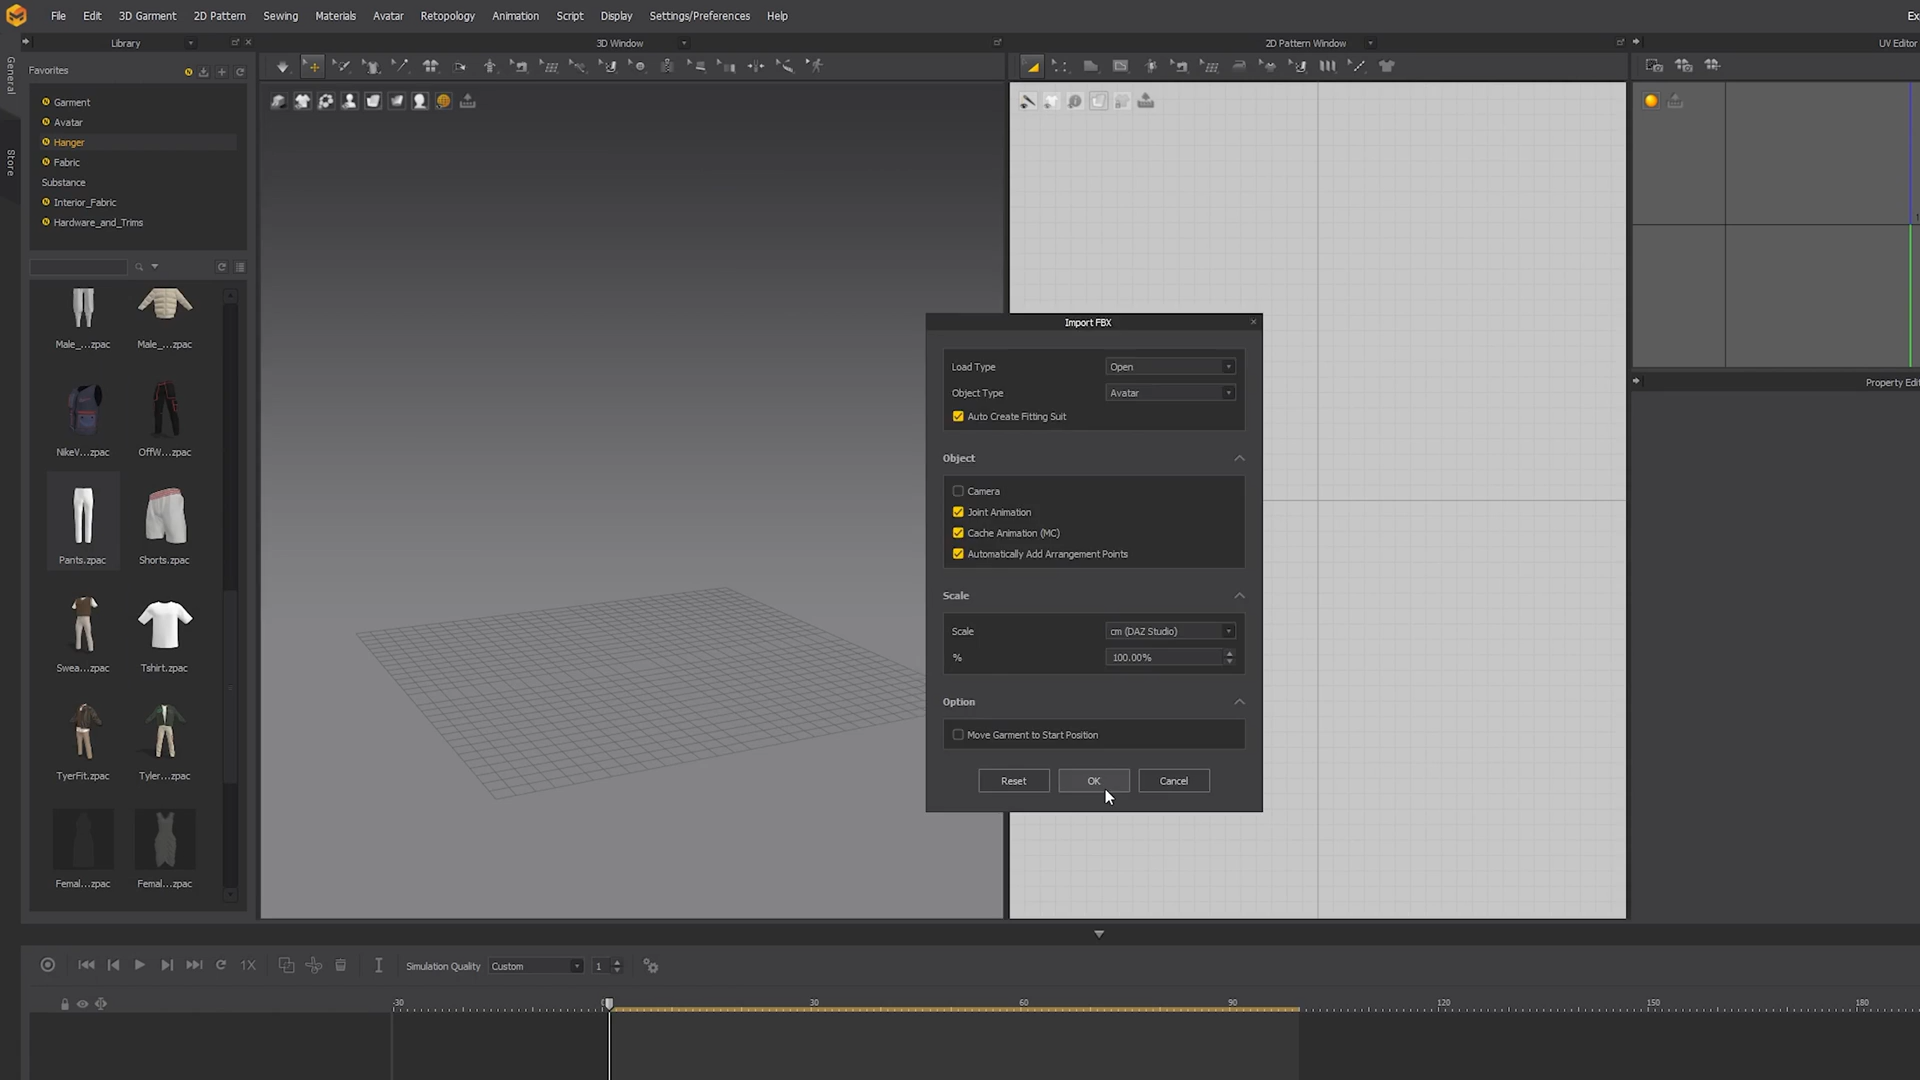 File Edit 3D Garment 2D Pattern Sewing Materials Avatar Retopology Animation Script Display Settings/Preferences Help Ex
Library 3D Window 2D Pattern Window UV Editor
General
Store
Favorites
Garment
Avatar
Hanger
Fabric
Substance
Interior_Fabric
Hardware_and_Trims
Male_...zpac Male_...zpac
NikeV...zpac OffW...zpac
Pants.zpac Shorts.zpac
Swea...zpac Tshirt.zpac
TyerFit.zpac Tyler...zpac
Femal...zpac Femal...zpac
Import FBX
Load Type Open
Object Type Avatar
Auto Create Fitting Suit
Object
Camera
Joint Animation
Cache Animation (MC)
Automatically Add Arrangement Points
Scale
Scale cm (DAZ Studio)
% 100.00%
Option
Move Garment to Start Position
Reset OK Cancel
Property Edit
1X Simulation Quality Custom 1
-30 0 30 60 90 120 150 180